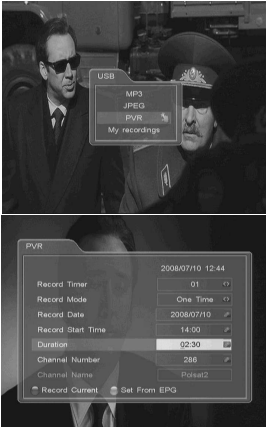 USB
MP3
JPEG
PVR
My recordings
PVR
2008/07/10 12:44
Record Timer 01
Record Mode One Time
Record Date 2008/07/10
Record Start Time 14:00
Duration 02:30
Channel Number 286
Channel Name Polsat2
Record Current Set From EPG